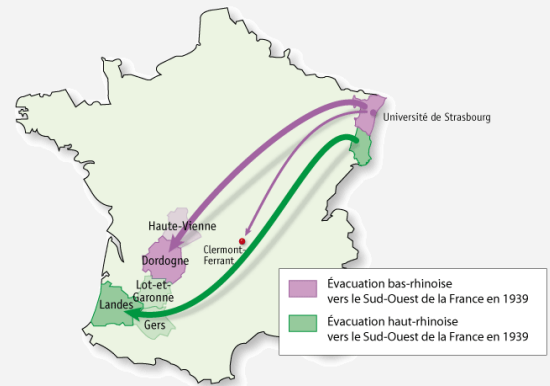 Université de Strasbourg
Haute-Vienne
Dordogne
Clermont-
Ferrant
Lot-et-
Garonne
Landes
Gers
Évacuation bas-rhinoise
vers le Sud-Ouest de la France en 1939
Évacuation haut-rhinoise
vers le Sud-Ouest de la France en 1939